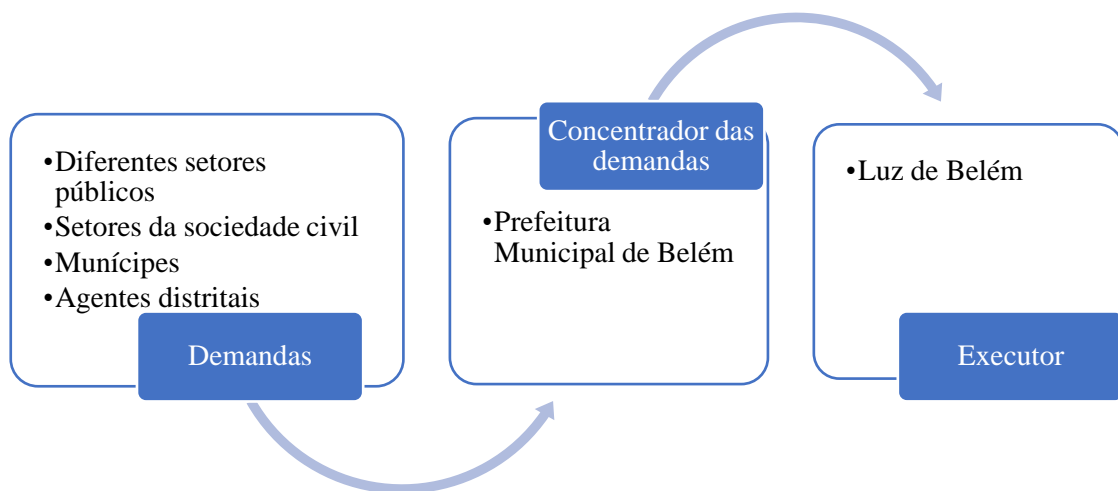 •Diferentes setores
públicos
•Setores da sociedade civil
•Munícipes
•Agentes distritais
Demandas
Concentrador das
demandas
•Prefeitura
Municipal de Belém
•Luz de Belém
Executor